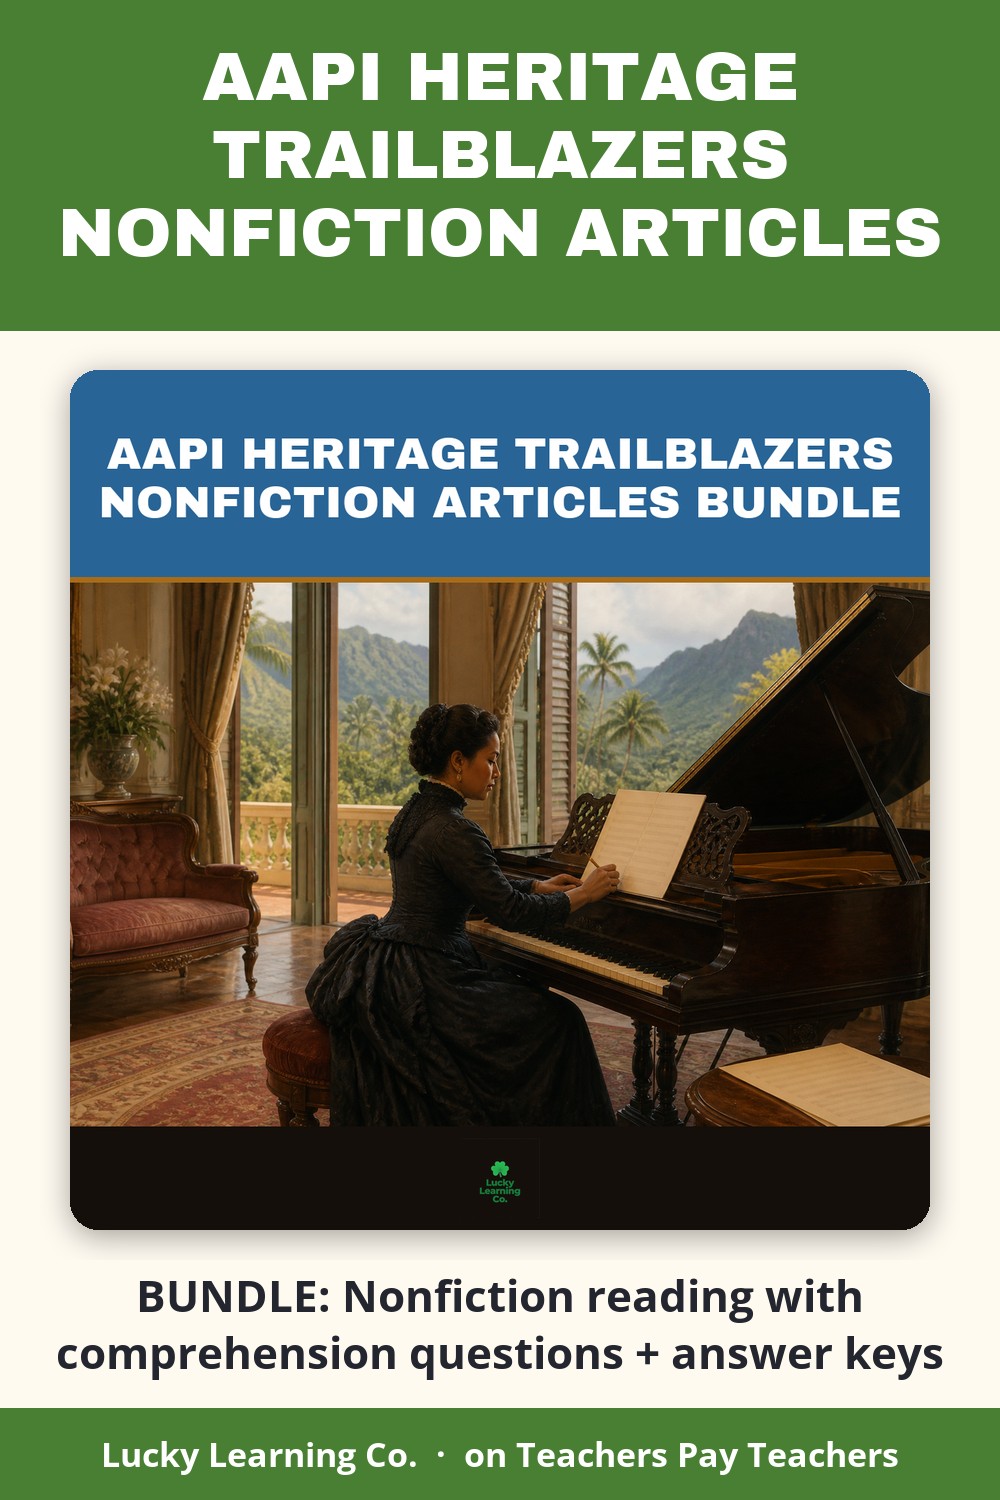 AAPI HERITAGE
TRAILBLAZERS
NONFICTION ARTICLES
AAPI HERITAGE TRAILBLAZERS
NONFICTION ARTICLES BUNDLE
Lucky
Learning
Co.
BUNDLE: Nonfiction reading with
comprehension questions + answer keys
Lucky Learning Co. · on Teachers Pay Teachers